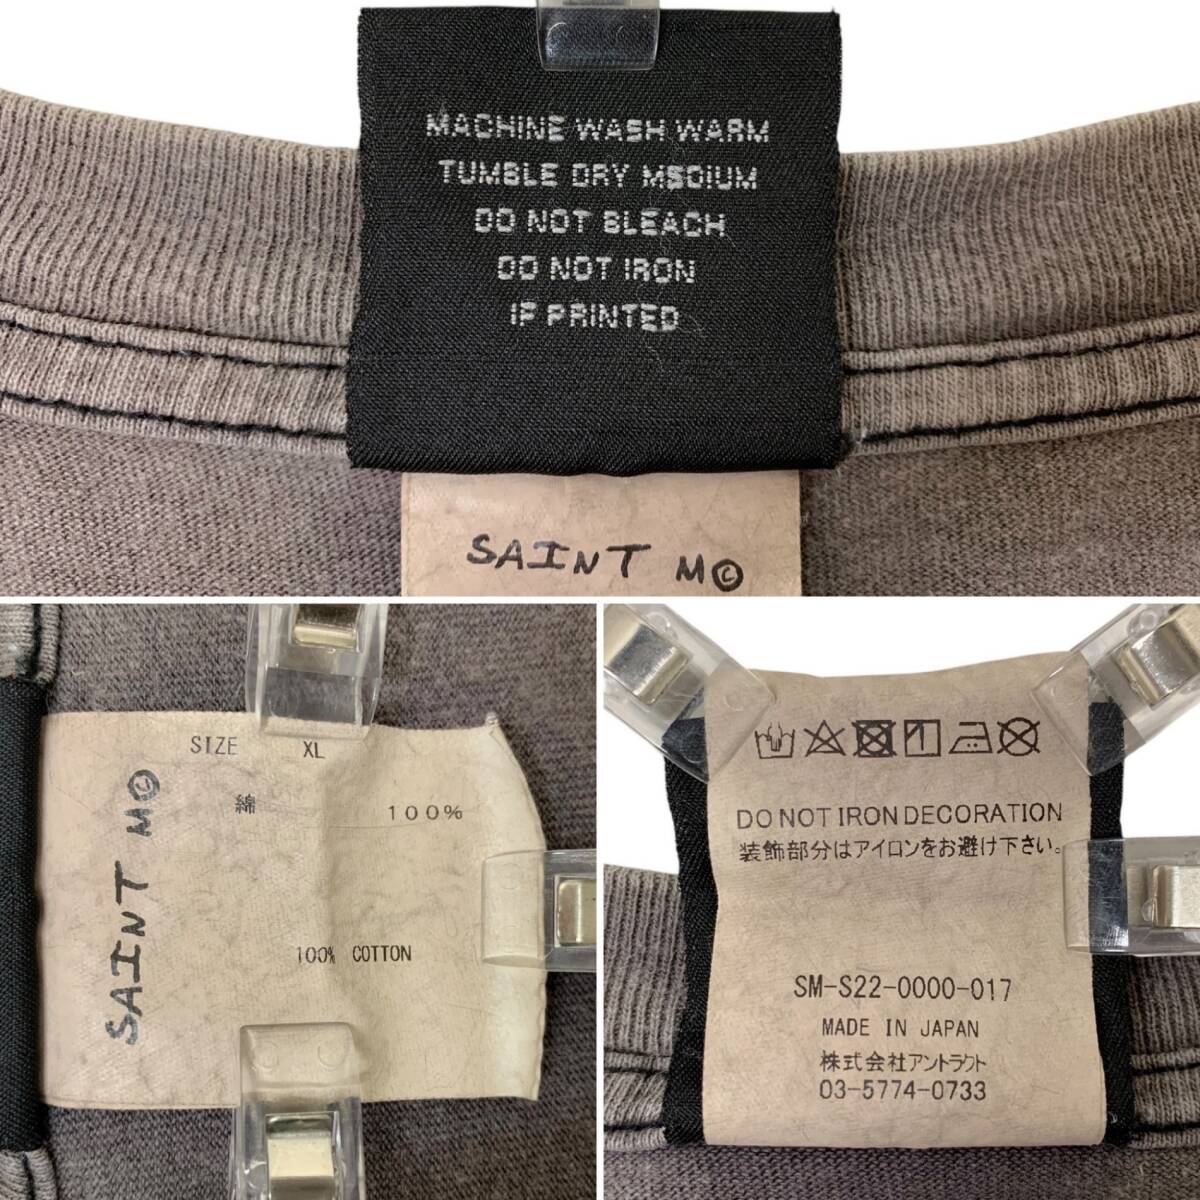 MACHINE WASH WARM
TUMBLE DRY MEDIUM
DO NOT BLEACH
DO NOT IRON
IF PRINTED
SAINT M©
SIZE XL
綿 100%
100% COTTON
SAINT M©
DO NOT IRON DECORATION
装飾部分はアイロンをお避け下さい。
SM-S22-0000-017
MADE IN JAPAN
株式会社アントラクト
03-5774-0733